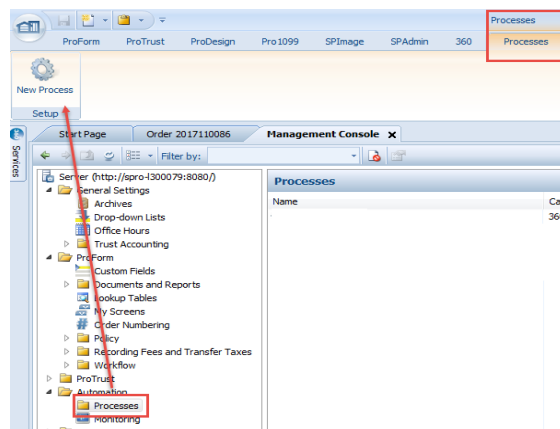 Processes
ProForm ProTrust ProDesign Pro1099 SPImage SPAdmin 360 Processes
New Process
Setup
Start Page Order 2017110086 Management Console
Services
Filter by:
Server (http://spro-l300079:8080/)
Processes
General Settings
Name
Archives
Drop-down Lists
36
Office Hours
Trust Accounting
ProForm
Custom Fields
Documents and Reports
Lookup Tables
My Screens
Order Numbering
Policy
Recording Fees and Transfer Taxes
Workflow
ProTrust
Automation
Processes
Monitoring